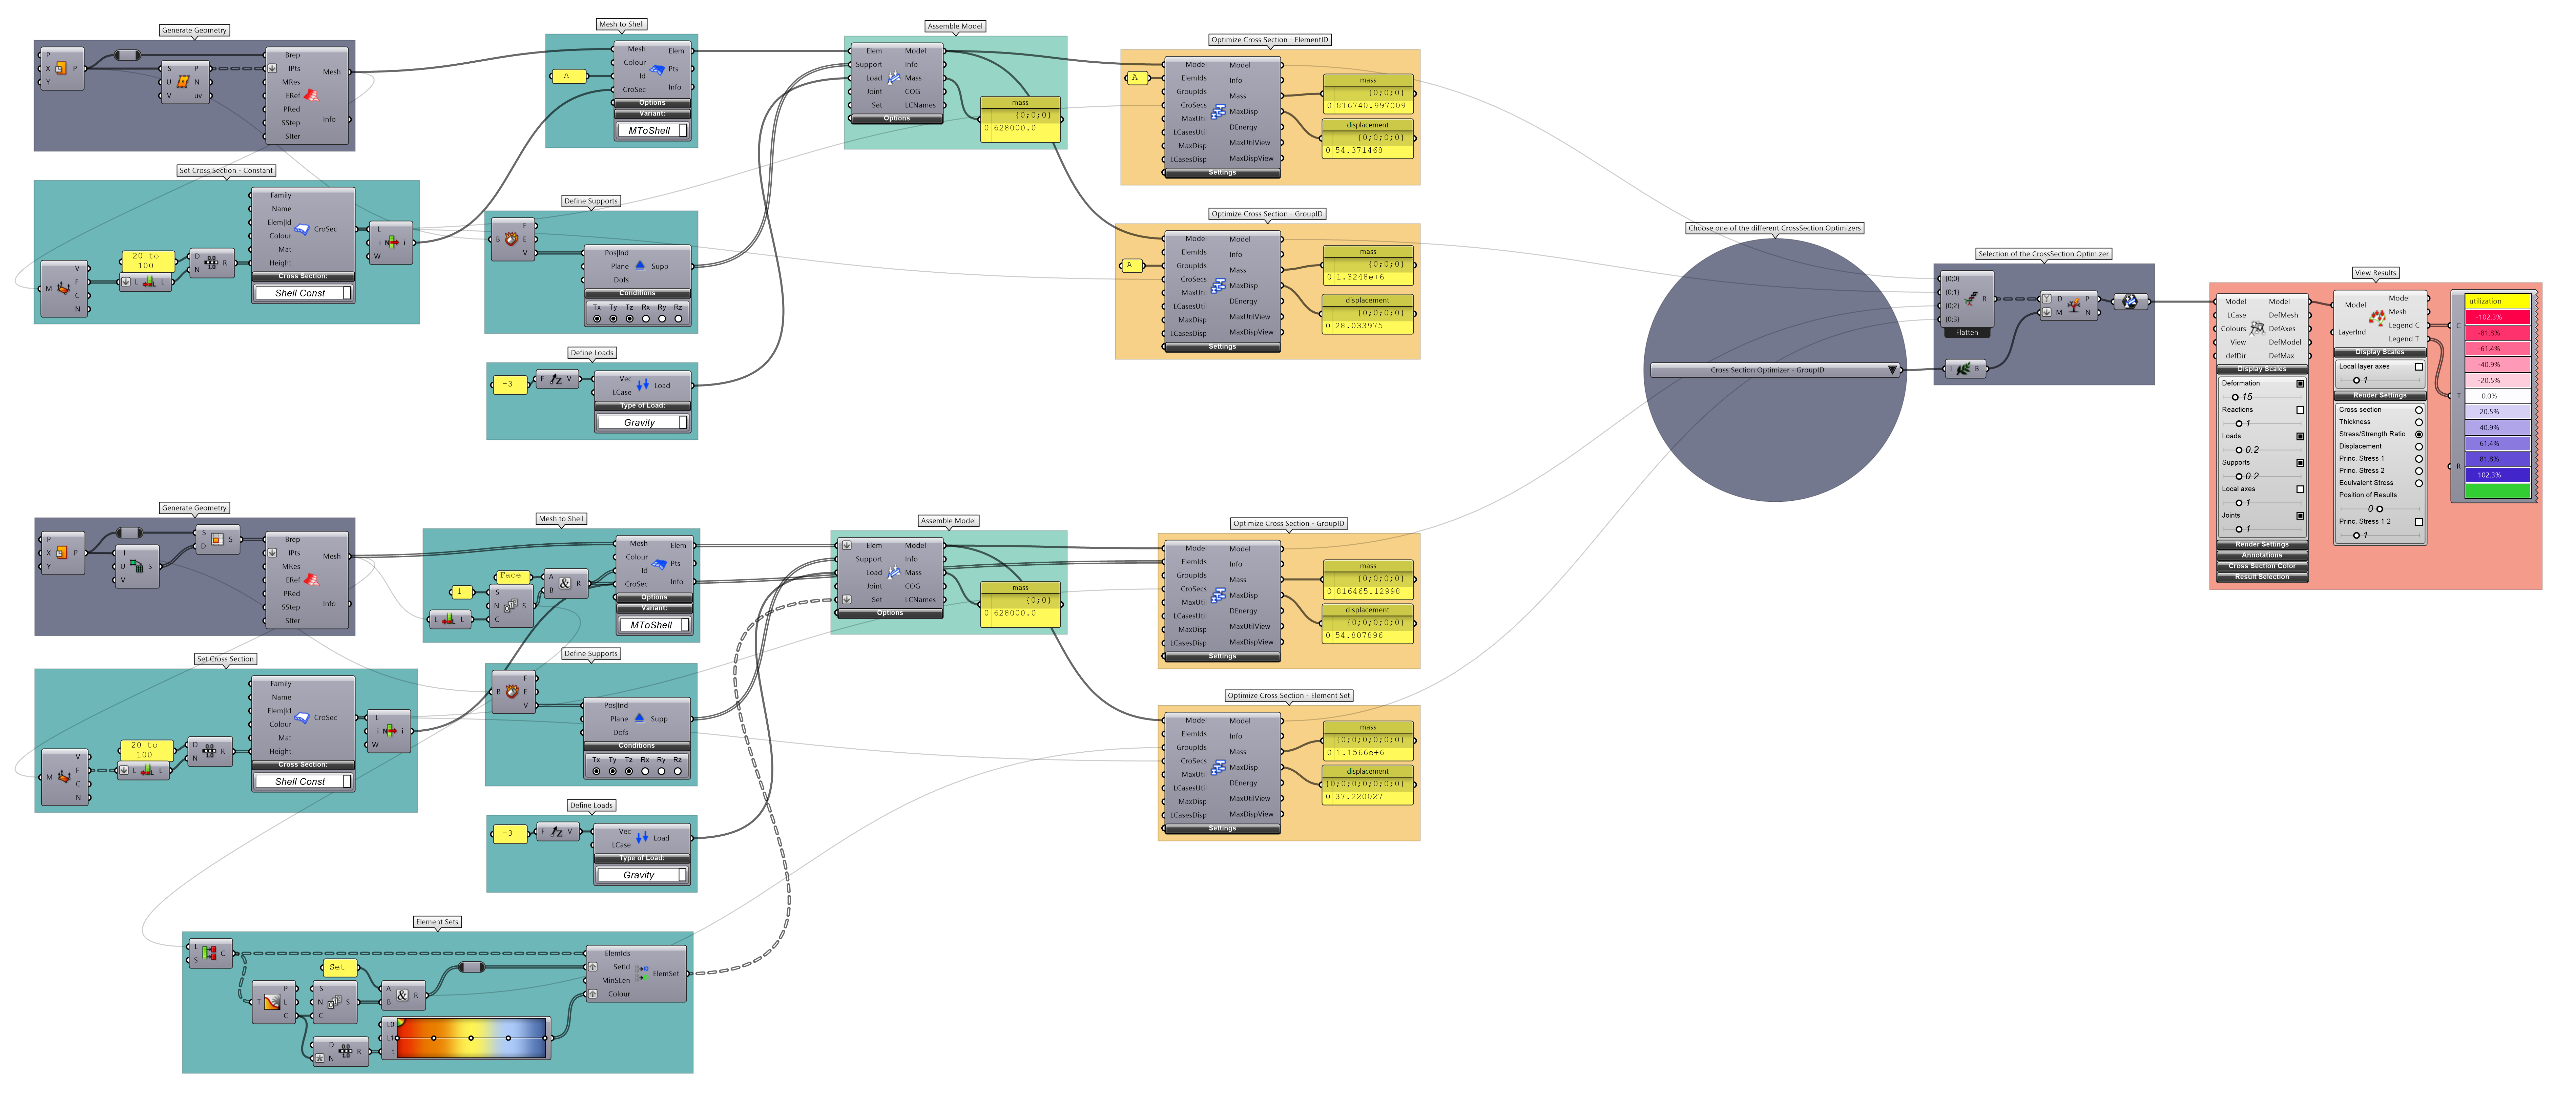 Generate Geometry
P
X
Y
P
S
U
V
P
N
uv
Brep
IPts
MRes
ERef
PRed
SStep
SIter
Mesh
Info
Set Cross Section - Constant
M
V
F
C
N
20 to
100
L
L
D
N
R
Family
Name
Elem|Id
Colour
Mat
Height
CroSec
Cross Section:
Shell Const
L
i
W
i
Mesh to Shell
A
Mesh
Colour
Id
CroSec
Elem
Pts
Info
Options
Variant:
MToShell
Define Supports
B
F
E
V
Pos|Ind
Plane
Dofs
Supp
Conditions
Tx Ty Tz Rx Ry Rz
Define Loads
-3
F
V
Vec
LCase
Load
Type of Load:
Gravity
Assemble Model
Elem
Support
Load
Joint
Set
Model
Info
Mass
COG
LCNames
Options
mass
{0;0;0}
0 628000.0
Optimize Cross Section - ElementID
A
Model
ElemIds
GroupIds
CroSecs
MaxUtil
LCasesUtil
MaxDisp
LCasesDisp
Model
Info
Mass
MaxDisp
DEnergy
MaxUtilView
MaxDispView
Settings
mass
{0;0;0}
0 816740.997009
displacement
{0;0;0;0}
0 54.371468
Optimize Cross Section - GroupID
A
Model
ElemIds
GroupIds
CroSecs
MaxUtil
LCasesUtil
MaxDisp
LCasesDisp
Model
Info
Mass
MaxDisp
DEnergy
MaxUtilView
MaxDispView
Settings
mass
{0;0;0}
0 1.3248e+6
displacement
{0;0;0;0}
0 28.033975
Choose one of the different CrossSection Optimizers
Cross Section Optimizer - GroupID
Selection of the CrossSection Optimizer
{0;0}
{0;1}
{0;2}
{0;3}
R
Flatten
D
M
P
N
I
B
View Results
Model
LCase
Colours
View
defDir
Model
DefMesh
DefAxes
DefModel
DefMax
Display Scales
Deformation
15
Reactions
1
Loads
0.2
Supports
0.2
Local axes
1
Joints
1
Render Settings
Annotations
Cross Section Color
Result Selection
Model
LayerInd
Model
Mesh
Legend C
Legend T
Display Scales
Local layer axes
1
Render Settings
Cross section
Thickness
Stress/Strength Ratio
Displacement
Princ. Stress 1
Princ. Stress 2
Equivalent Stress
Position of Results
0
Princ. Stress 1-2
1
C
T
R
utilization
-102.3%
-81.8%
-61.4%
-40.9%
-20.5%
0.0%
20.5%
40.9%
61.4%
81.8%
102.3%
Generate Geometry
P
X
Y
P
I
U
V
S
S
D
S
Brep
IPts
MRes
ERef
PRed
SStep
SIter
Mesh
Info
Set Cross Section
M
V
F
C
N
20 to
100
L
L
D
N
R
Family
Name
Elem|Id
Colour
Mat
Height
CroSec
Cross Section:
Shell Const
L
i
W
i
Mesh to Shell
Face
1
L
L
S
N
C
S
A
B
R
Mesh
Colour
Id
CroSec
Elem
Pts
Info
Options
Variant:
MToShell
Define Supports
B
F
E
V
Pos|Ind
Plane
Dofs
Supp
Conditions
Tx Ty Tz Rx Ry Rz
Define Loads
-3
F
V
Vec
LCase
Load
Type of Load:
Gravity
Assemble Model
Elem
Support
Load
Joint
Set
Model
Info
Mass
COG
LCNames
Options
mass
{0;0}
0 628000.0
Optimize Cross Section - GroupID
Model
ElemIds
GroupIds
CroSecs
MaxUtil
LCasesUtil
MaxDisp
LCasesDisp
Model
Info
Mass
MaxDisp
DEnergy
MaxUtilView
MaxDispView
Settings
mass
{0;0;0;0}
0 816465.12998
displacement
{0;0;0;0;0}
0 54.807896
Optimize Cross Section - Element Set
Model
ElemIds
GroupIds
CroSecs
MaxUtil
LCasesUtil
MaxDisp
LCasesDisp
Model
Info
Mass
MaxDisp
DEnergy
MaxUtilView
MaxDispView
Settings
mass
{0;0;0;0;0;0}
0 1.1566e+6
displacement
{0;0;0;0;0;0;0}
0 37.220027
Element Sets
L
S
C
Set
T
P
L
C
S
N
C
S
A
B
R
D
N
R
L0
L1
t
ElemIds
SetId
MinSLen
Colour
ElemSet